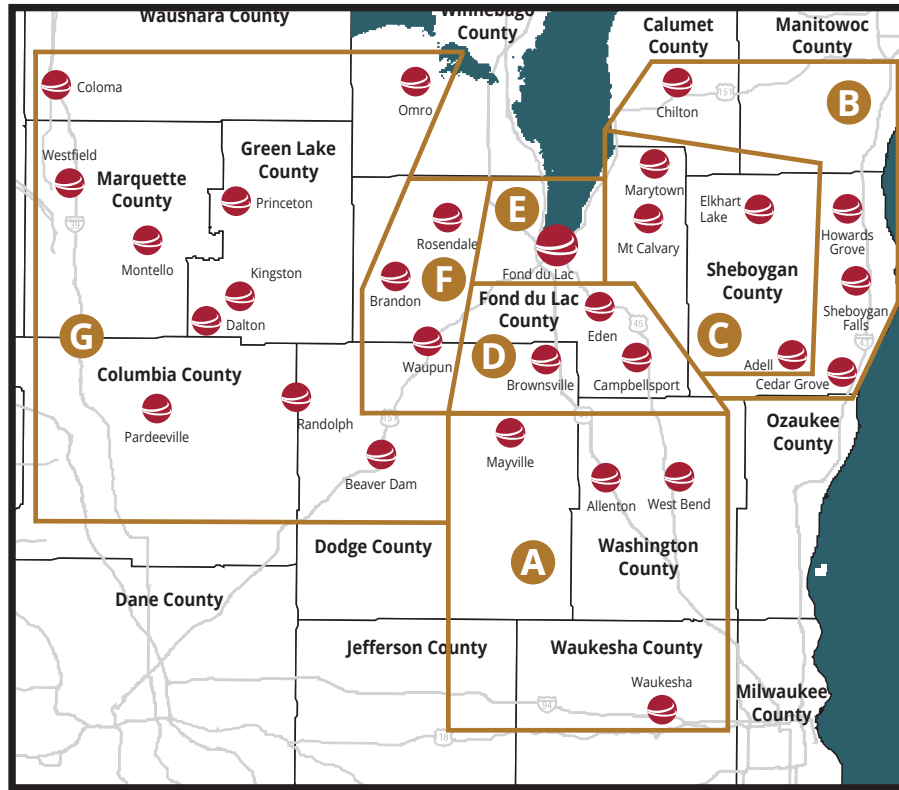 Waushara County
Winnebago
County
Calumet
County
Manitowoc
County
Coloma
Omro
Chilton
151
B
Westfield
Green Lake
County
Marquette
County
Princeton
Marytown
Elkhart
Lake
E
39
Rosendale
Mt Calvary
Howards
Grove
Montello
Kingston
Fond du Lac
Sheboygan
County
F
Brandon
Fond du Lac
County
Sheboygan
Falls
Dalton
Eden
45
G
C
43
Waupun
D
Adell
Columbia County
Brownsville
Campbellsport
Cedar Grove
Pardeeville
Randolph
151
41
Ozaukee
County
Mayville
Beaver Dam
Allenton
West Bend
Dodge County
A
Washington
County
Dane County
Jefferson County
Waukesha County
Waukesha
Milwaukee
County
94
18